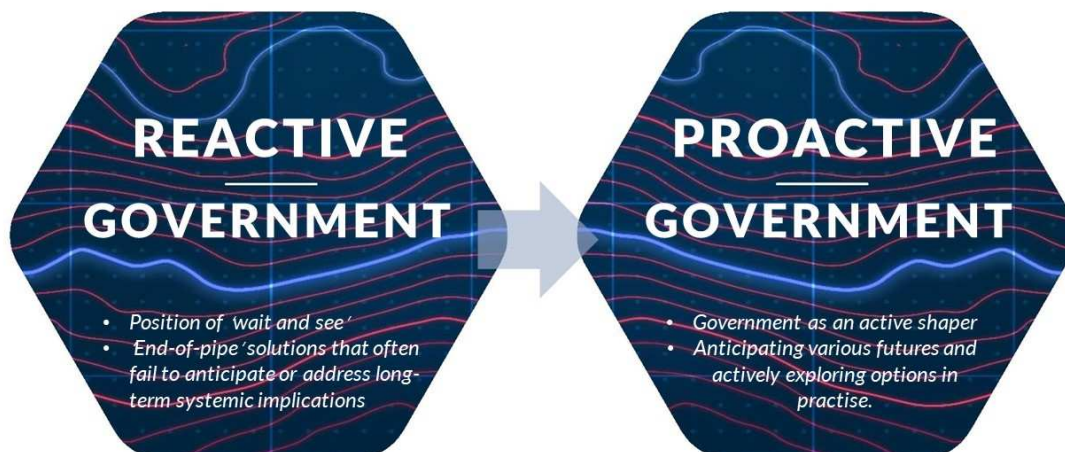 REACTIVE
GOVERNMENT
• Position of ‘wait and see’
• ‘End-of-pipe’ solutions that often
fail to anticipate or address long-
term systemic implications
PROACTIVE
GOVERNMENT
• Government as an active shaper
• Anticipating various futures and
actively exploring options in
practise.